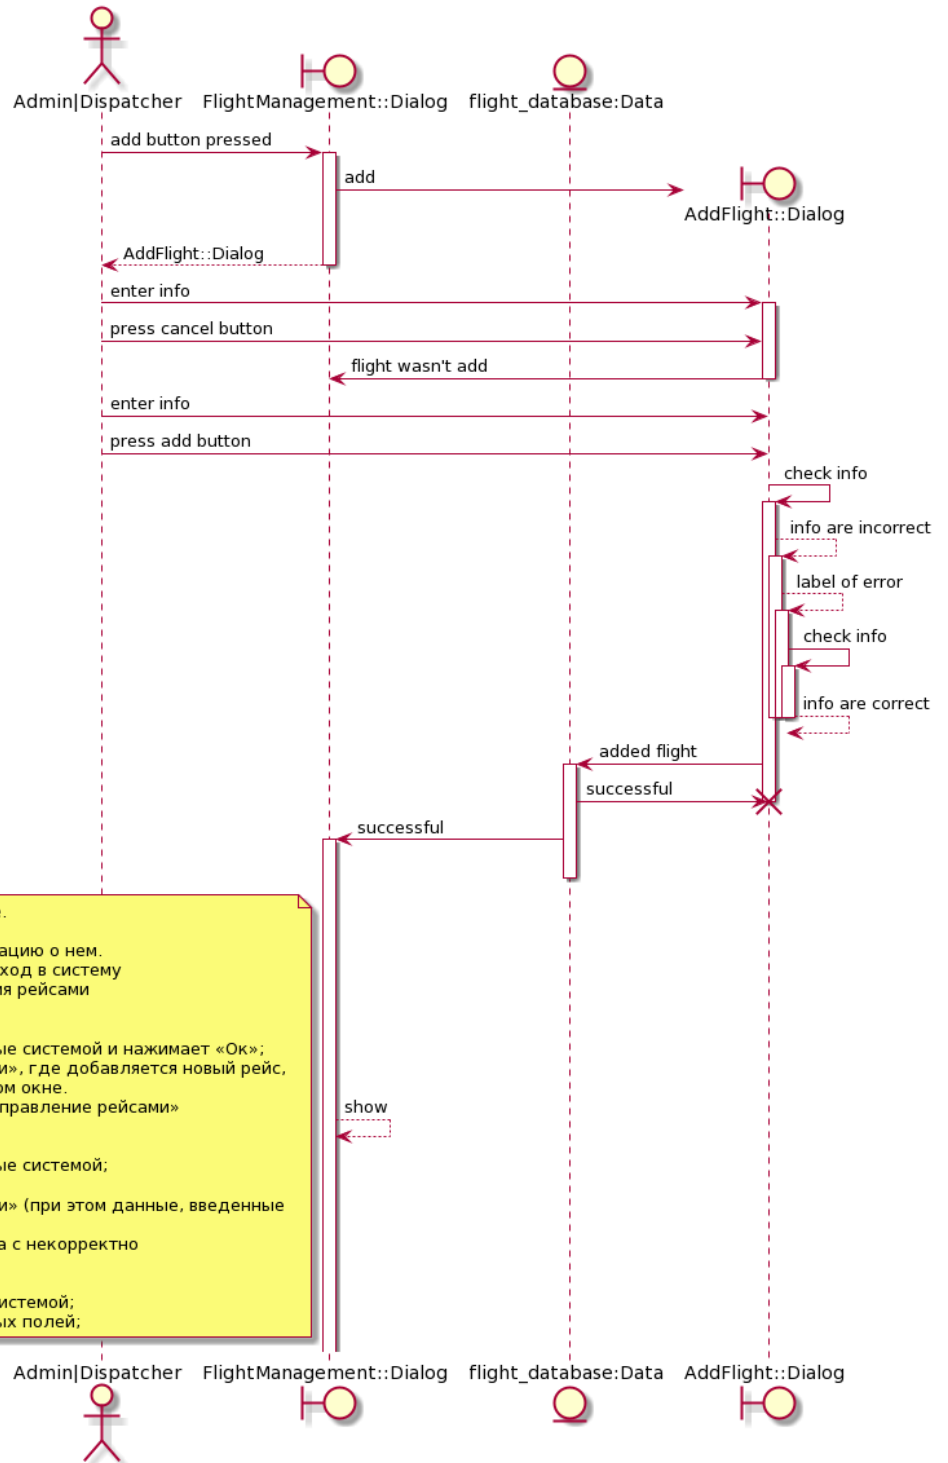 Admin|Dispatcher
FlightManagement::Dialog
flight_database:Data
add button pressed
add
AddFlight::Dialog
AddFlight::Dialog
enter info
press cancel button
flight wasn't add
enter info
press add button
check info
info are incorrect
label of error
check info
info are correct
added flight
successful
successful
е.
ацию о нем.
ход в систему
ия рейсами
ые системой и нажимает «Ок»;
и», где добавляется новый рейс,
ом окне.
правление рейсами»
show
ые системой;
и» (при этом данные, введенные
а с некорректно
истемой;
ых полей;
Admin|Dispatcher
FlightManagement::Dialog
flight_database:Data
AddFlight::Dialog